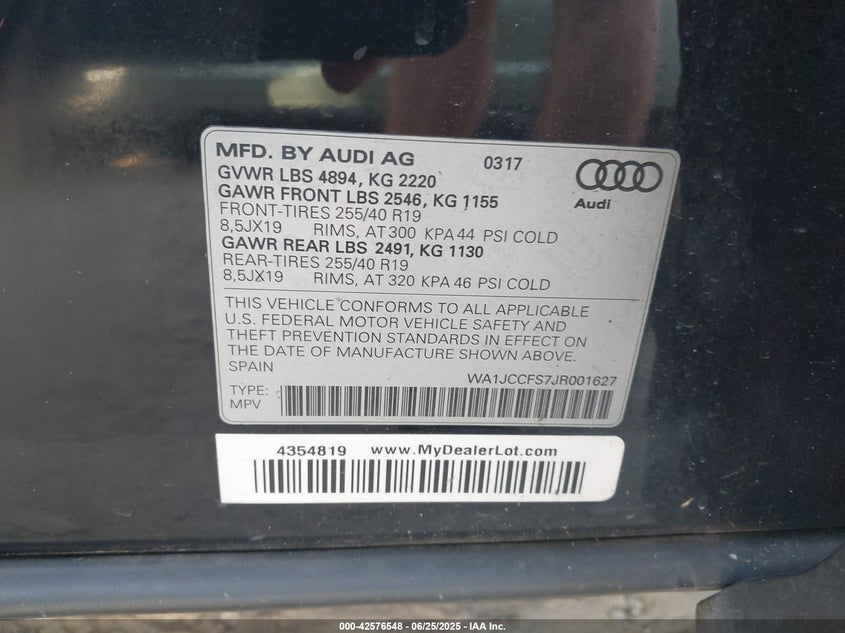 MFD. BY AUDI AG 0317
GVWR LBS 4894, KG 2220
GAWR FRONT LBS 2546, KG 1155
Audi
FRONT-TIRES 255/40 R19
8,5JX19 RIMS, AT 300 KPA 44 PSI COLD
GAWR REAR LBS 2491, KG 1130
REAR-TIRES 255/40 R19
8,5JX19 RIMS, AT 320 KPA 46 PSI COLD
THIS VEHICLE CONFORMS TO ALL APPLICABLE
U.S. FEDERAL MOTOR VEHICLE SAFETY AND
THEFT PREVENTION STANDARDS IN EFFECT ON
THE DATE OF MANUFACTURE SHOWN ABOVE.
SPAIN WA1JCCFS7JR001627
TYPE:
MPV
4354819 www.MyDealerLot.com
000-42576548 - 06/25/2025 - IAA Inc.